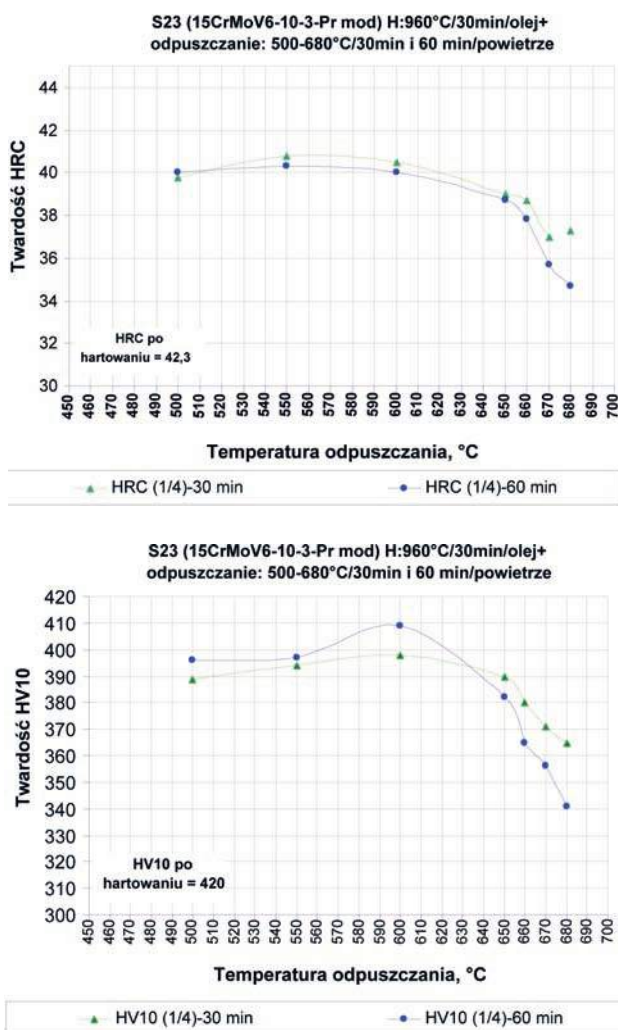 S23 (15CrMoV6-10-3-Pr mod) H:960°C/30min/olej+
odpuszczanie: 500-680°C/30min i 60 min/powietrze
Twardość HRC
44
42
40
38
36
34
32
30
HRC po
hartowaniu = 42,3
450 460 470 480 490 500 510 520 530 540 550 560 570 580 590 600 610 620 630 640 650 660 670 680 690 700
Temperatura odpuszczania, °C
HRC (1/4)-30 min HRC (1/4)-60 min
S23 (15CrMoV6-10-3-Pr mod) H:960°C/30min/olej+
odpuszczanie: 500-680°C/30min i 60 min/powietrze
Twardość HV10
420
410
400
390
380
370
360
350
340
330
320
310
300
HV10 po
hartowaniu = 420
450 460 470 480 490 500 510 520 530 540 550 560 570 580 590 600 610 620 630 640 650 660 670 680 690 700
Temperatura odpuszczania, °C
HV10 (1/4)-30 min HV10 (1/4)-60 min